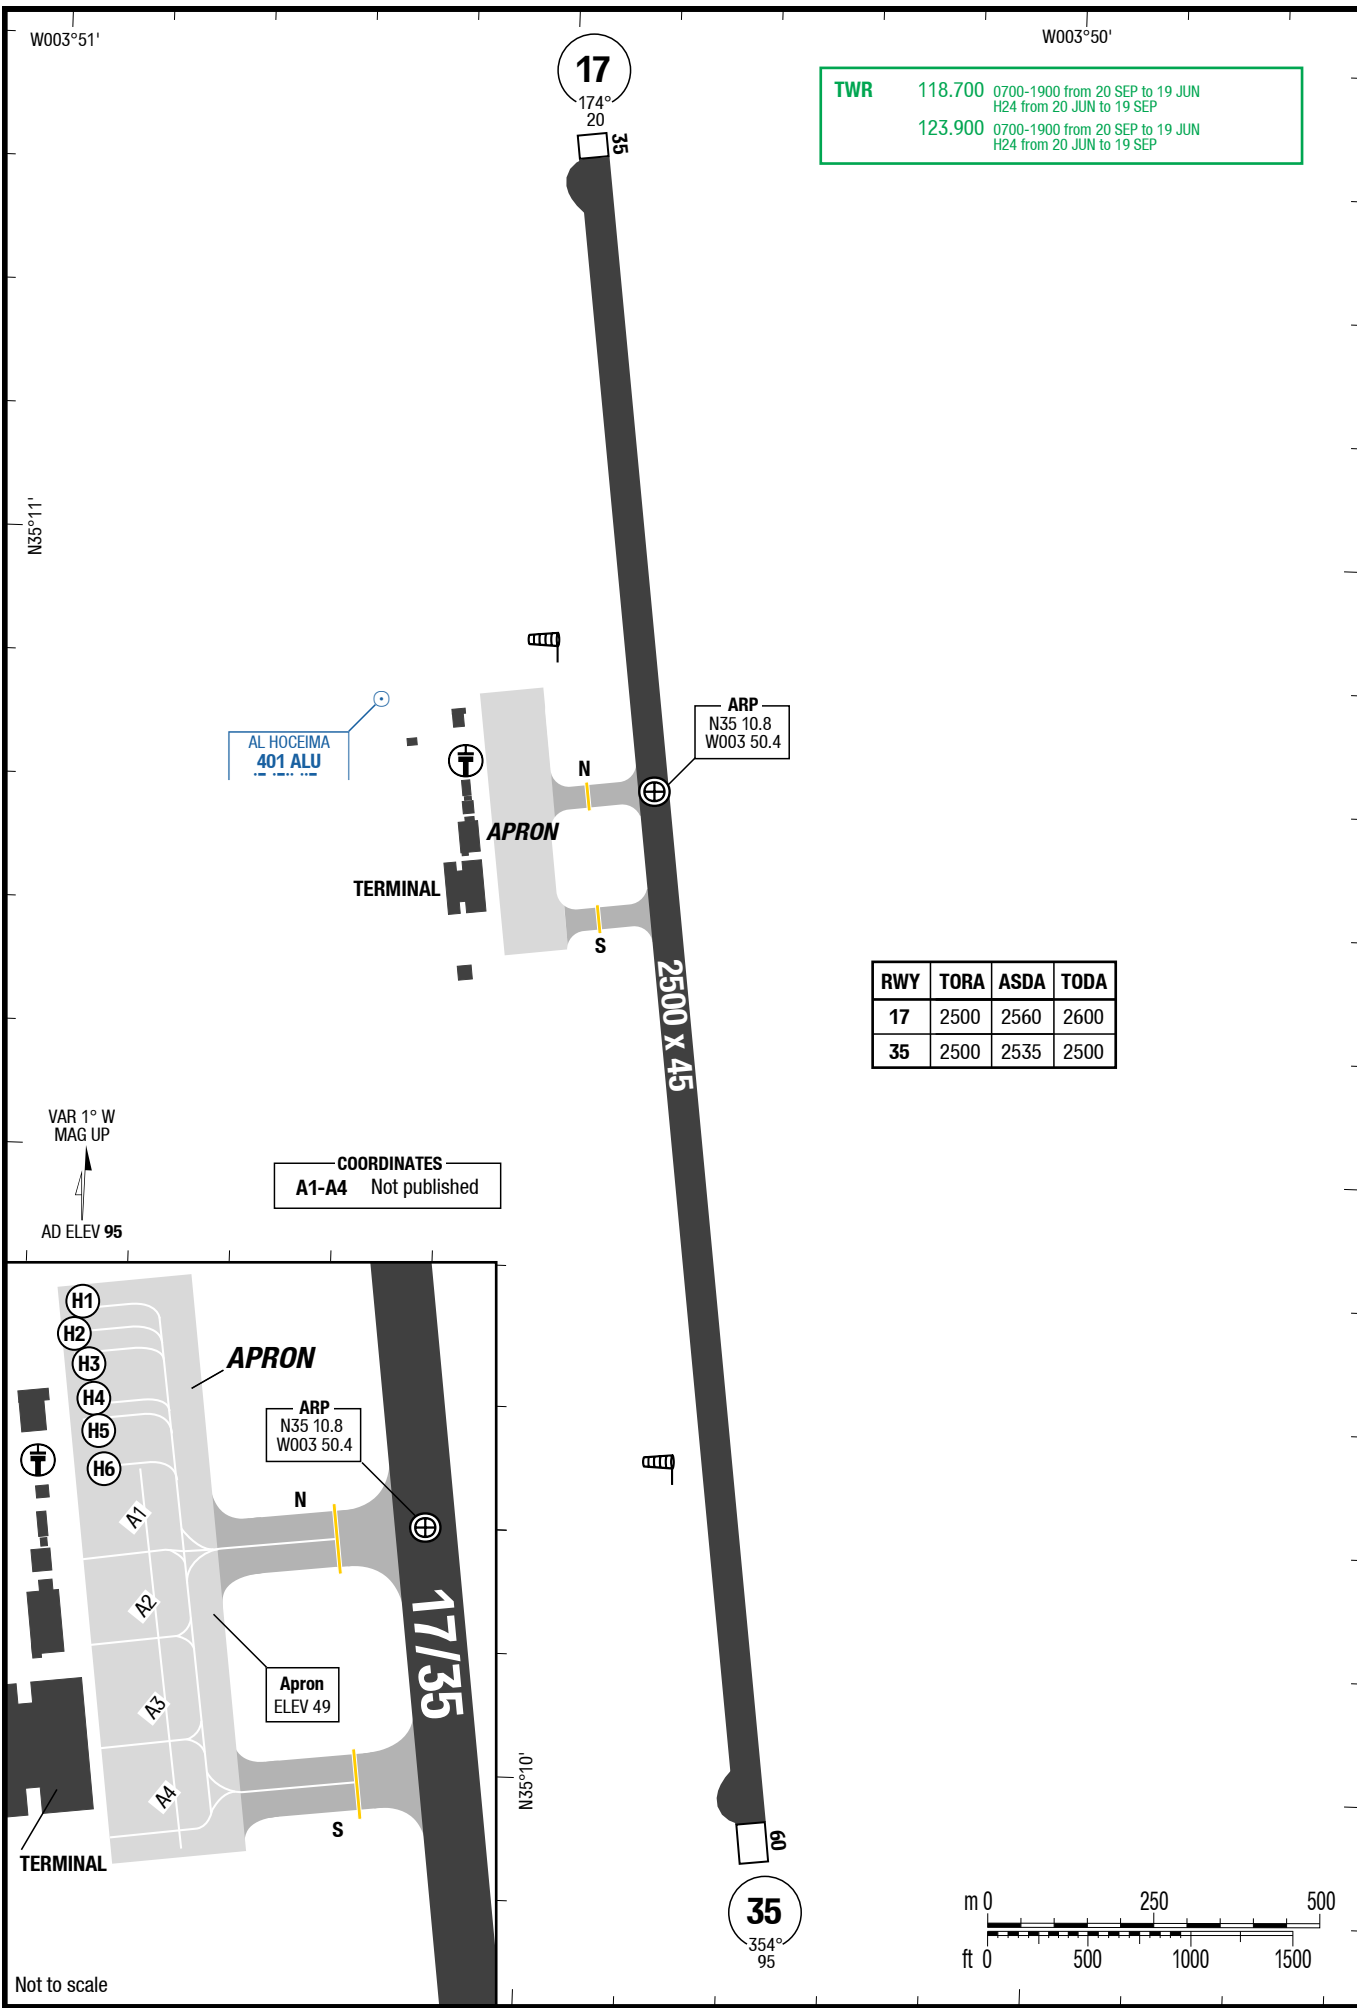 W003°51'
W003°50'
17
174°
20
35
TWR 118.700 0700-1900 from 20 SEP to 19 JUN
H24 from 20 JUN to 19 SEP
123.900 0700-1900 from 20 SEP to 19 JUN
H24 from 20 JUN to 19 SEP
N35°11'
AL HOCEIMA
401 ALU
ARP
N35 10.8
W003 50.4
N
APRON
TERMINAL
S
2500 x 45
RWY TORA ASDA TODA
17 2500 2560 2600
35 2500 2535 2500
VAR 1° W
MAG UP
AD ELEV 95
COORDINATES
A1-A4 Not published
H1
H2
H3
H4
H5
H6
APRON
ARP
N35 10.8
W003 50.4
N
A1
A2
A3
A4
17/35
Apron
ELEV 49
S
TERMINAL
Not to scale
N35°10'
60
35
354°
95
m 0 250 500
ft 0 500 1000 1500